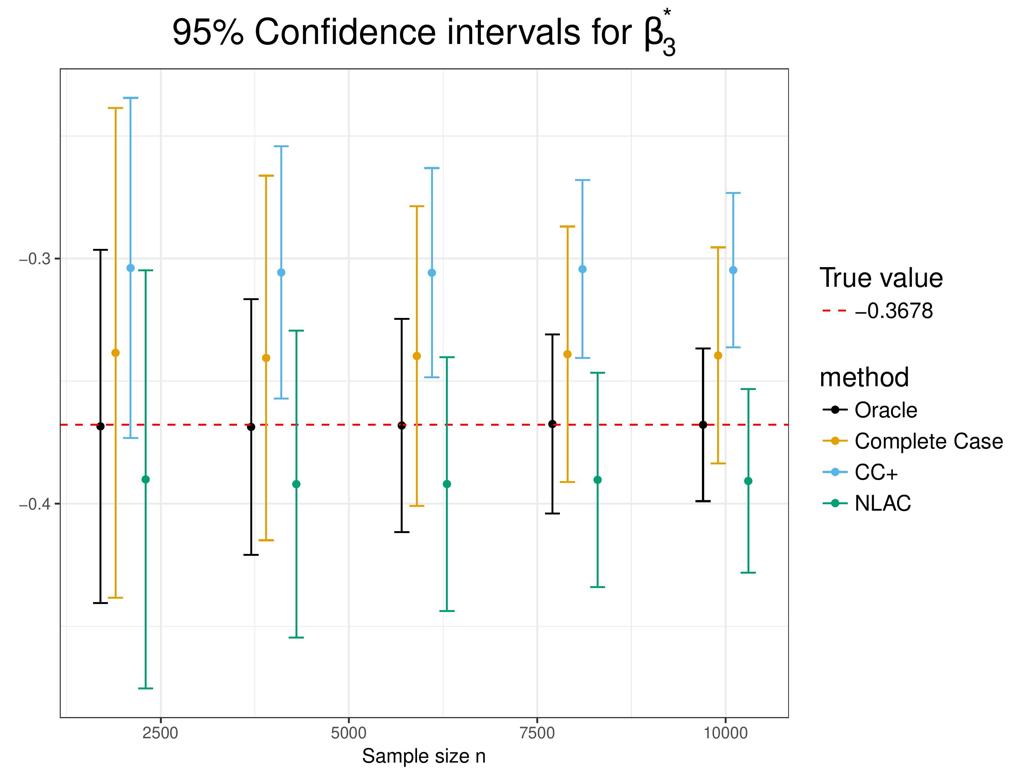 95% Confidence intervals for β*3
−0.3
−0.4
2500
5000
7500
10000
Sample size n
True value
−0.3678
method
Oracle
Complete Case
CC+
NLAC